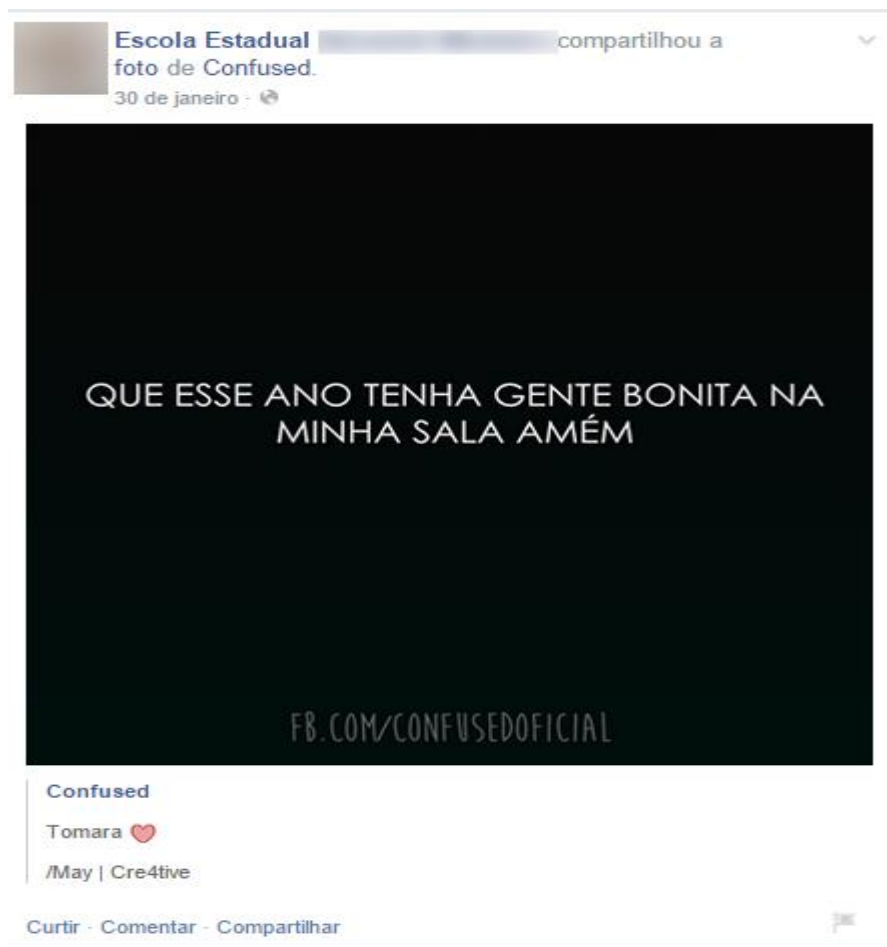 Escola Estadual compartilhou a
foto de Confused.
30 de janeiro ·
QUE ESSE ANO TENHA GENTE BONITA NA
MINHA SALA AMÉM
FB.COM/CONFUSEDOFICIAL
Confused
Tomara
/May | Cre4tive
Curtir · Comentar · Compartilhar